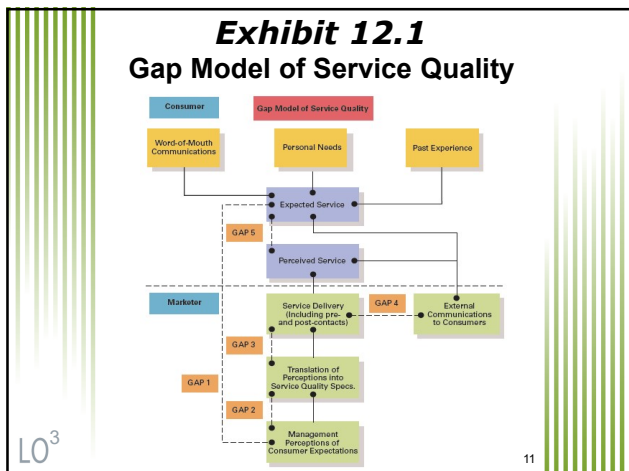 Exhibit 12.1
Gap Model of Service Quality
Consumer
Gap Model of Service Quality
Word-of-Mouth
Communications
Personal Needs
Past Experience
Expected Service
GAP 5
Perceived Service
Marketer
Service Delivery
(Including pre-
and post-contacts)
GAP 4
External
Communications
to Consumers
GAP 3
Translation of
Perceptions into
Service Quality Specs.
GAP 1
GAP 2
Management
Perceptions of
Consumer Expectations
LO3
11